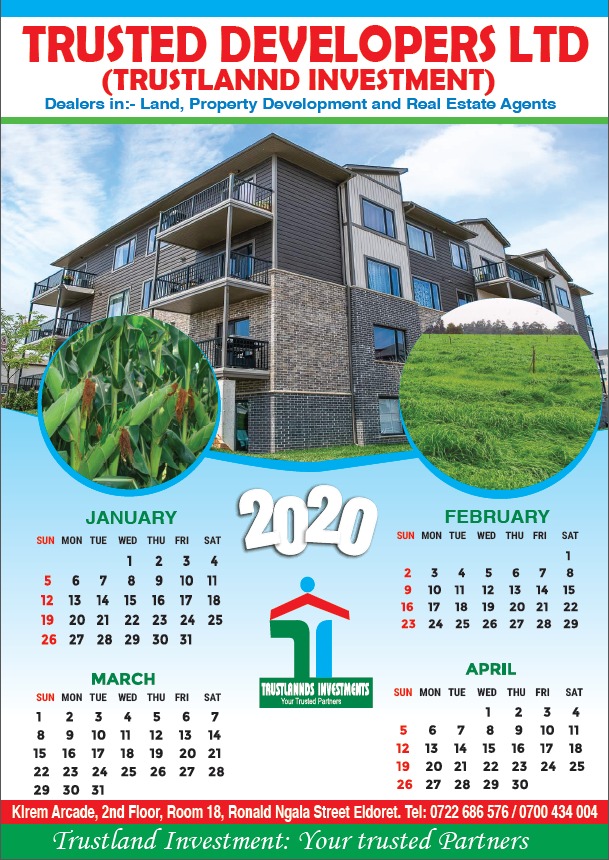 TRUSTED DEVELOPERS LTD
(TRUSTLANND INVESTMENT)
Dealers in:- Land, Property Development and Real Estate Agents
2020
JANUARY
SUN MON TUE WED THU FRI SAT
1 2 3 4
5 6 7 8 9 10 11
12 13 14 15 16 17 18
19 20 21 22 23 24 25
26 27 28 29 30 31
FEBRUARY
SUN MON TUE WED THU FRI SAT
1
2 3 4 5 6 7 8
9 10 11 12 13 14 15
16 17 18 19 20 21 22
23 24 25 26 27 28 29
TRUSTLANNDS INVESTMENTS
Your Trusted Partners
MARCH
SUN MON TUE WED THU FRI SAT
1 2 3 4 5 6 7
8 9 10 11 12 13 14
15 16 17 18 19 20 21
22 23 24 25 26 27 28
29 30 31
APRIL
SUN MON TUE WED THU FRI SAT
1 2 3 4
5 6 7 8 9 10 11
12 13 14 15 16 17 18
19 20 21 22 23 24 25
26 27 28 29 30
KIrem Arcade, 2nd Floor, Room 18, Ronald Ngala Street Eldoret. Tel: 0722 686 576 / 0700 434 004
Trustland Investment: Your trusted Partners